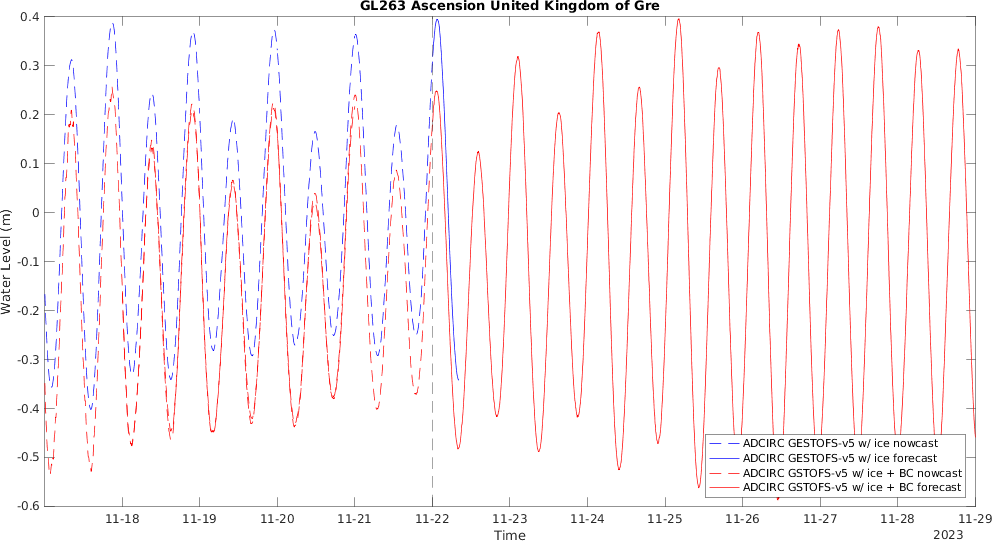 GL263 Ascension United Kingdom of Gre
Water Level (m)
0.4
0.3
0.2
0.1
0
-0.1
-0.2
-0.3
-0.4
-0.5
-0.6
ADCIRC GESTOFS-v5 w/ ice nowcast
ADCIRC GESTOFS-v5 w/ ice forecast
ADCIRC GSTOFS-v5 w/ ice + BC nowcast
ADCIRC GSTOFS-v5 w/ ice + BC forecast
11-18 11-19 11-20 11-21 11-22 11-23 11-24 11-25 11-26 11-27 11-28 11-29
Time
2023